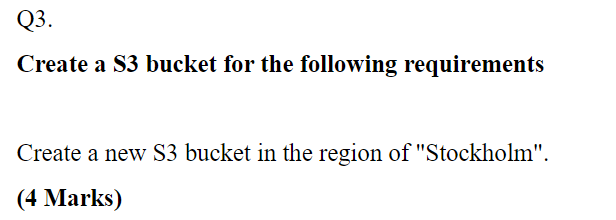 Q3.
Create a S3 bucket for the following requirements
Create a new S3 bucket in the region of "Stockholm".
(4 Marks)